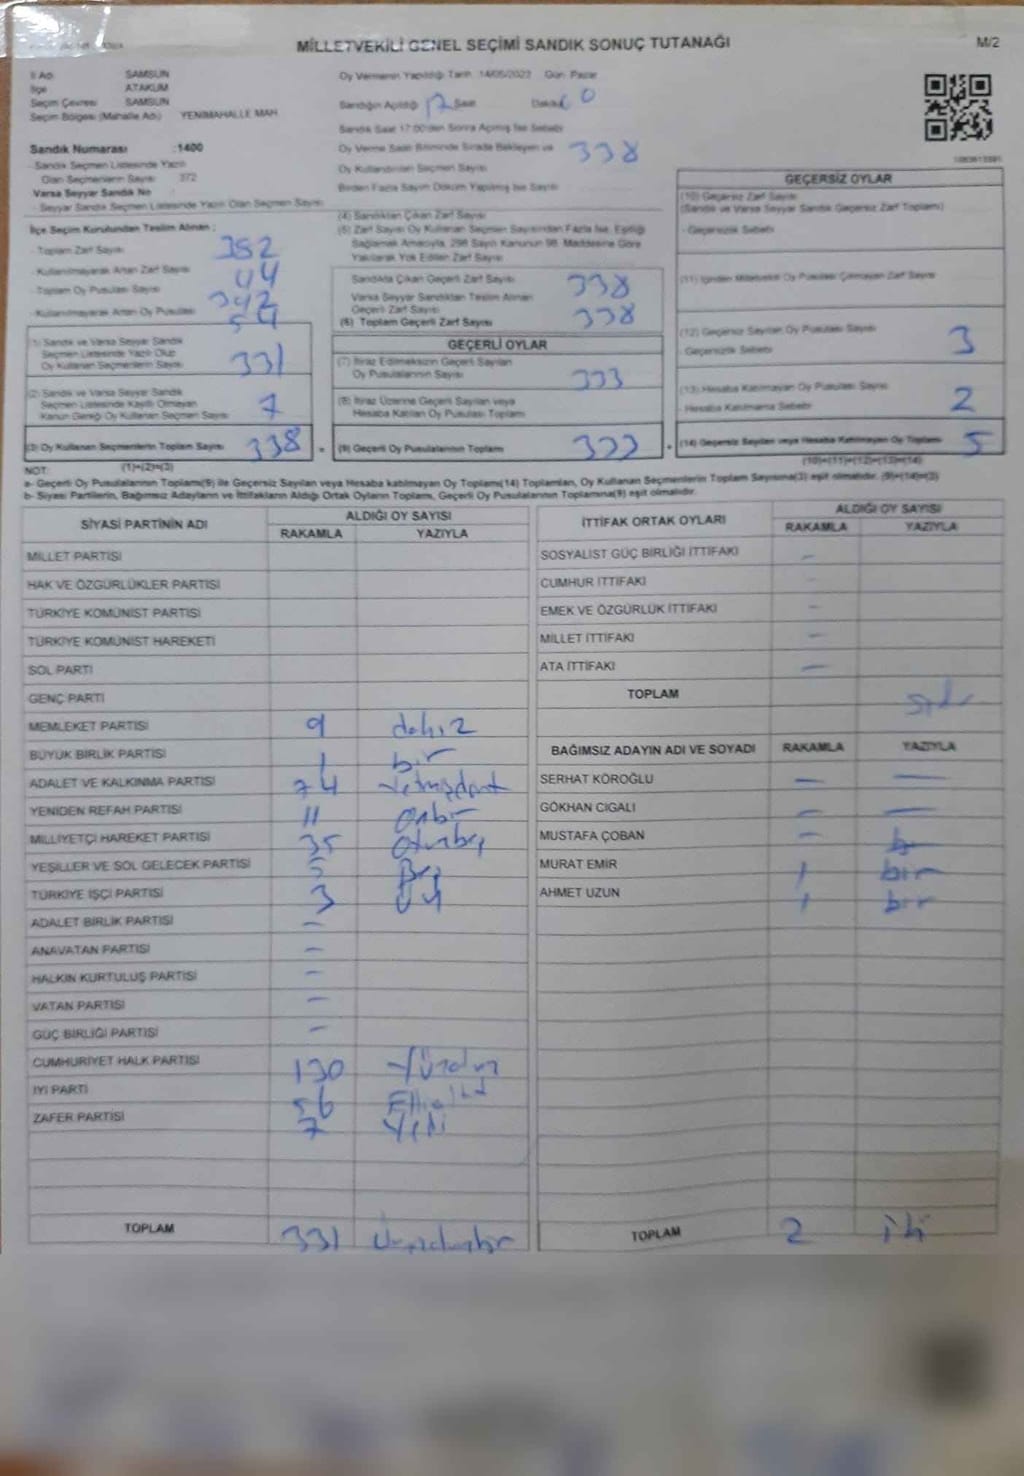 MİLLETVEKİLİ GENEL SEÇİMİ SANDIK SONUÇ TUTANAĞI
M/2
İl Adı SAMSUN
İlçe ATAKUM
Seçim Çevresi SAMSUN
Seçim Bölgesi (Mahalle Adı) YENİMAHALLE MAH
Sandık Numarası :1400
- Sandık Seçmen Listesinde Yazılı
Olan Seçmenlerin Sayısı 372
Varsa Seyyar Sandık No :
- Seyyar Sandık Seçmen Listesinde Yazılı Olan Seçmen Sayısı
Oy Vermenin Yapıldığı Tarih :14/05/2023 Gün: Pazar
Sandığın Açıldığı 17 Saat Dakika 0
Sandık Saat 17:00'den Sonra Açılmış İse Sebebi
Oy Verme Saati Bitiminde Sırada Bekleyen ve
Oy Kullandırılan Seçmen Sayısı 338
Birden Fazla Sayım Döküm Yapılmış İse Sayısı
İlçe Seçim Kurulundan Teslim Alınan ;
- Toplam Zarf Sayısı 382
- Kullanılmayarak Artan Zarf Sayısı 44
- Toplam Oy Pusulası Sayısı 392
- Kullanılmayarak Artan Oy Pusulası 54
(1) Sandık ve Varsa Seyyar Sandık
Seçmen Listesinde Yazılı Olup
Oy Kullanan Seçmenlerin Sayısı 331
(2) Sandık ve Varsa Seyyar Sandık
Seçmen Listesinde Kayıtlı Olmayan
Kanun Gereği Oy Kullanan Seçmen Sayısı 7
(3) Oy Kullanan Seçmenlerin Toplam Sayısı 338
(1)+(2)=(3)
(4) Sandıktan Çıkan Zarf Sayısı
(5) Zarf Sayısı Oy Kullanan Seçmen Sayısından Fazla İse, Eşitliği
Sağlamak Amacıyla, 298 Sayılı Kanunun 98. Maddesine Göre
Yakılarak Yok Edilen Zarf Sayısı
Sandıkta Çıkan Geçerli Zarf Sayısı 338
Varsa Seyyar Sandıktan Teslim Alınan
Geçerli Zarf Sayısı
(6) Toplam Geçerli Zarf Sayısı 338
GEÇERLİ OYLAR
(7) İtiraz Edilmeksizin Geçerli Sayılan
Oy Pusulalarının Sayısı 333
(8) İtiraz Üzerine Geçerli Sayılan veya
Hesaba Katılan Oy Pusulası Toplamı
(9) Geçerli Oy Pusulalarının Toplamı 333
GEÇERSİZ OYLAR
(10) Geçersiz Zarf Sayısı
(Sandık ve Varsa Seyyar Sandık Geçersiz Zarf Toplamı)
- Geçersizlik Sebebi
(11) İçinden Milletvekili Oy Pusulası Çıkmayan Zarf Sayısı
(12) Geçersiz Sayılan Oy Pusulası Sayısı 3
- Geçersizlik Sebebi
(13) Hesaba Katılmayan Oy Pusulası Sayısı 2
- Hesaba Katılmama Sebebi
(14) Geçersiz Sayılan veya Hesaba Katılmayan Oy Toplamı 5
(10)+(11)+(12)+(13)=(14)
NOT:
a- Geçerli Oy Pusulalarının Toplamı(9) ile Geçersiz Sayılan veya Hesaba katılmayan Oy Toplamı(14) Toplamları, Oy Kullanan Seçmenlerin Toplam Sayısına(3) eşit olmalıdır. (9)+(14)=(3)
b- Siyasi Partilerin, Bağımsız Adayların ve İttifakların Aldığı Ortak Oyların Toplamı, Geçerli Oy Pusulalarının Toplamına(9) eşit olmalıdır.
SİYASİ PARTİNİN ADI ALDIĞI OY SAYISI
RAKAMLA YAZIYLA
MİLLET PARTİSİ
HAK VE ÖZGÜRLÜKLER PARTİSİ
TÜRKİYE KOMÜNİST PARTİSİ
TÜRKİYE KOMÜNİST HAREKETİ
SOL PARTİ
GENÇ PARTİ
MEMLEKET PARTİSİ 9 dokuz
BÜYÜK BİRLİK PARTİSİ 1 bir
ADALET VE KALKINMA PARTİSİ 74 Yetmişdört
YENİDEN REFAH PARTİSİ 11 Onbir
MİLLİYETÇİ HAREKET PARTİSİ 35 Otuzbeş
YEŞİLLER VE SOL GELECEK PARTİSİ 5 Beş
TÜRKİYE İŞÇİ PARTİSİ 3 Üç
ADALET BİRLİK PARTİSİ -
ANAVATAN PARTİSİ -
HALKIN KURTULUŞ PARTİSİ -
VATAN PARTİSİ -
GÜÇ BİRLİĞİ PARTİSİ -
CUMHURİYET HALK PARTİSİ 130 Yüzotuz
İYİ PARTİ 56 Ellialtı
ZAFER PARTİSİ 7 Yedi
TOPLAM 331
İTTİFAK ORTAK OYLARI ALDIĞI OY SAYISI
RAKAMLA YAZIYLA
SOSYALİST GÜÇ BİRLİĞİ İTTİFAKI -
CUMHUR İTTİFAKI -
EMEK VE ÖZGÜRLÜK İTTİFAKI -
MİLLET İTTİFAKI -
ATA İTTİFAKI -
TOPLAM sıfır
BAĞIMSIZ ADAYIN ADI VE SOYADI RAKAMLA YAZIYLA
SERHAT KÖROĞLU - -
GÖKHAN CIGALI - -
MUSTAFA ÇOBAN -
MURAT EMİR 1 bir
AHMET UZUN 1 bir
TOPLAM 2 iki